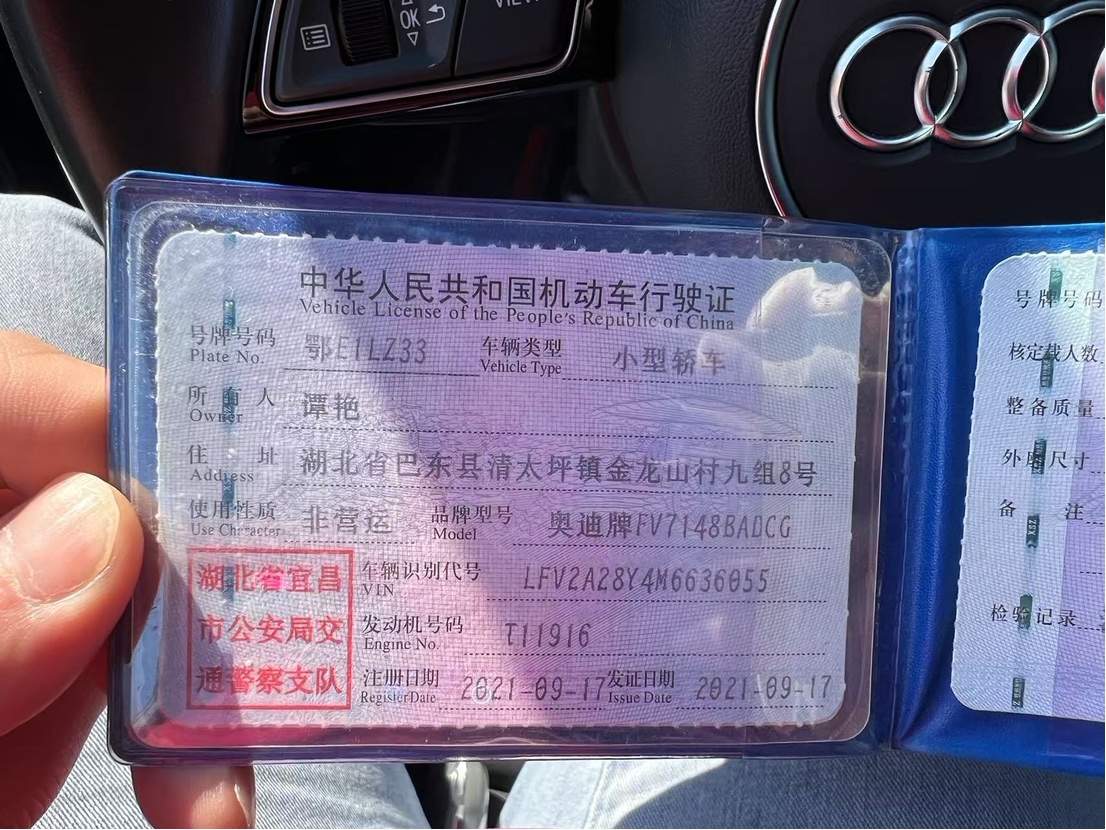 OK
VIEW
中华人民共和国机动车行驶证
Vehicle License of the People's Republic of China
号牌号码 鄂E1LZ33 车辆类型 小型轿车
Plate No. Vehicle Type
所有人 谭艳
Owner
住址 湖北省巴东县清太坪镇金龙山村九组8号
Address
使用性质 非营运 品牌型号 奥迪牌FV7148BADCG
Use Character Model
湖北省宜昌
市公安局交
通警察支队
车辆识别代号 LFV2A28Y4M6636055
VIN
发动机号码 T11916
Engine No.
注册日期 2021-09-17 发证日期 2021-09-17
Register Date Issue Date
号牌号码
核定载人数
整备质量
外廓尺寸
备注
检验记录